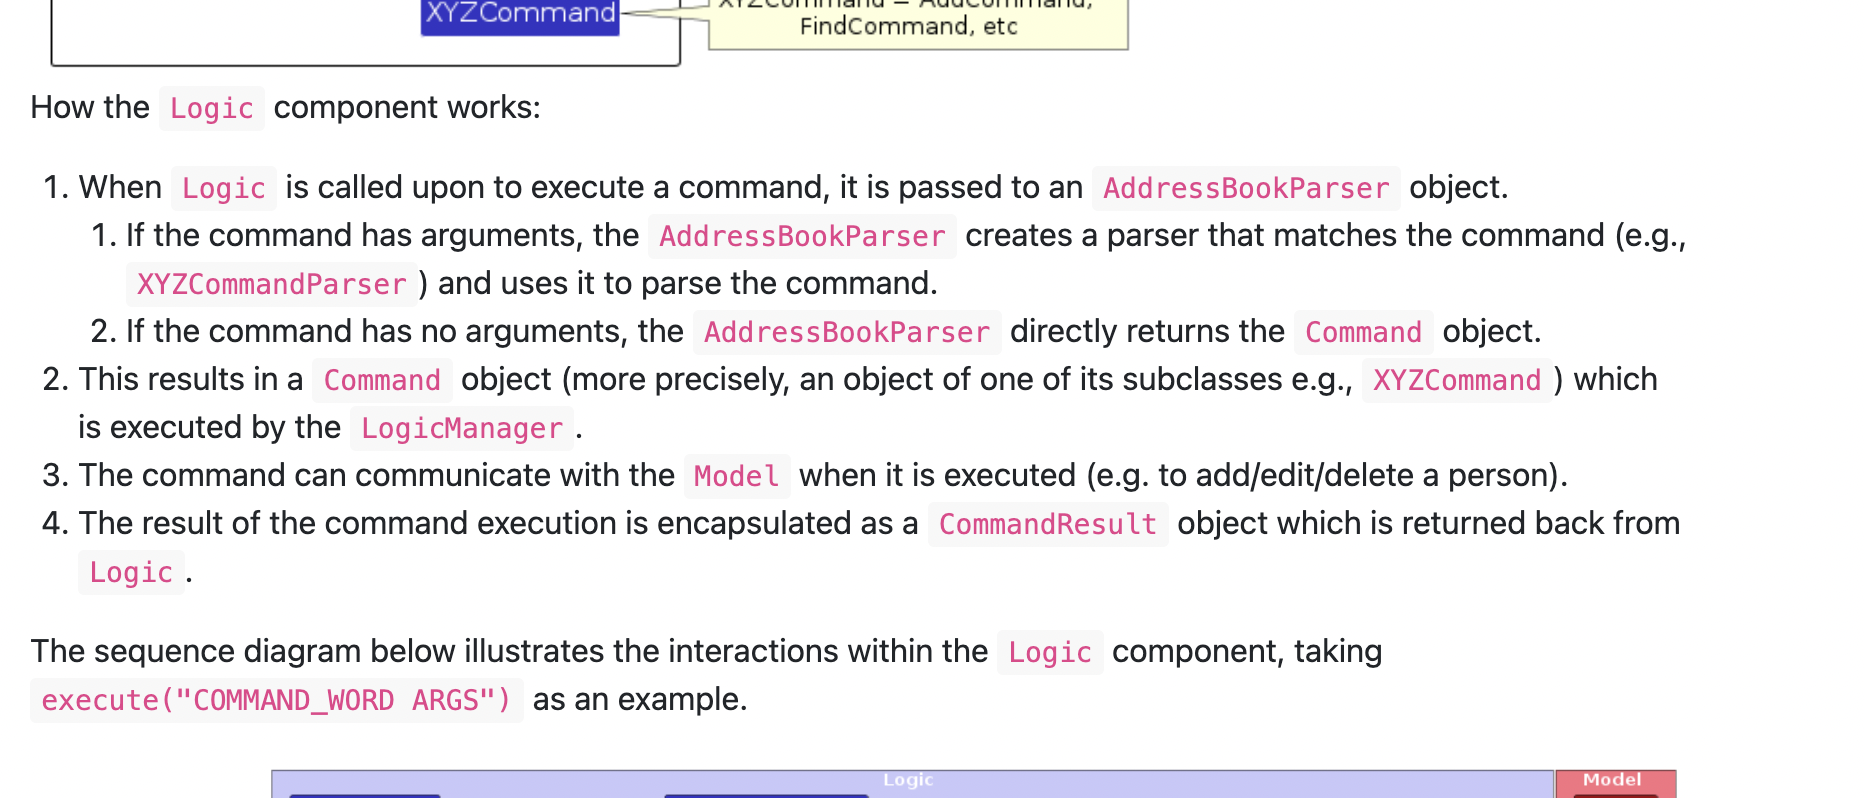 XYZCommand
XYZCommand = AddCommand,
FindCommand, etc
How the Logic component works:
1. When Logic is called upon to execute a command, it is passed to an AddressBookParser object.
1. If the command has arguments, the AddressBookParser creates a parser that matches the command (e.g.,
XYZCommandParser ) and uses it to parse the command.
2. If the command has no arguments, the AddressBookParser directly returns the Command object.
2. This results in a Command object (more precisely, an object of one of its subclasses e.g., XYZCommand ) which
is executed by the LogicManager .
3. The command can communicate with the Model when it is executed (e.g. to add/edit/delete a person).
4. The result of the command execution is encapsulated as a CommandResult object which is returned back from
Logic .
The sequence diagram below illustrates the interactions within the Logic component, taking
execute("COMMAND_WORD ARGS") as an example.
Logic
Model